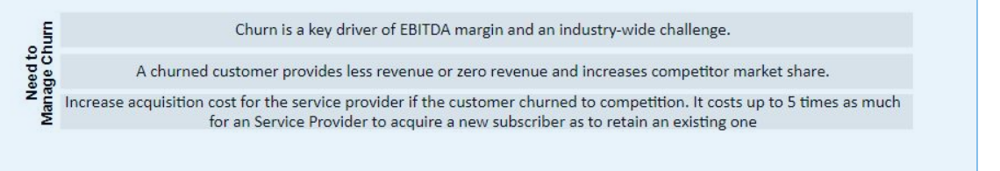 Need to
Manage Churn
Churn is a key driver of EBITDA margin and an industry-wide challenge.
A churned customer provides less revenue or zero revenue and increases competitor market share.
Increase acquisition cost for the service provider if the customer churned to competition. It costs up to 5 times as much
for an Service Provider to acquire a new subscriber as to retain an existing one